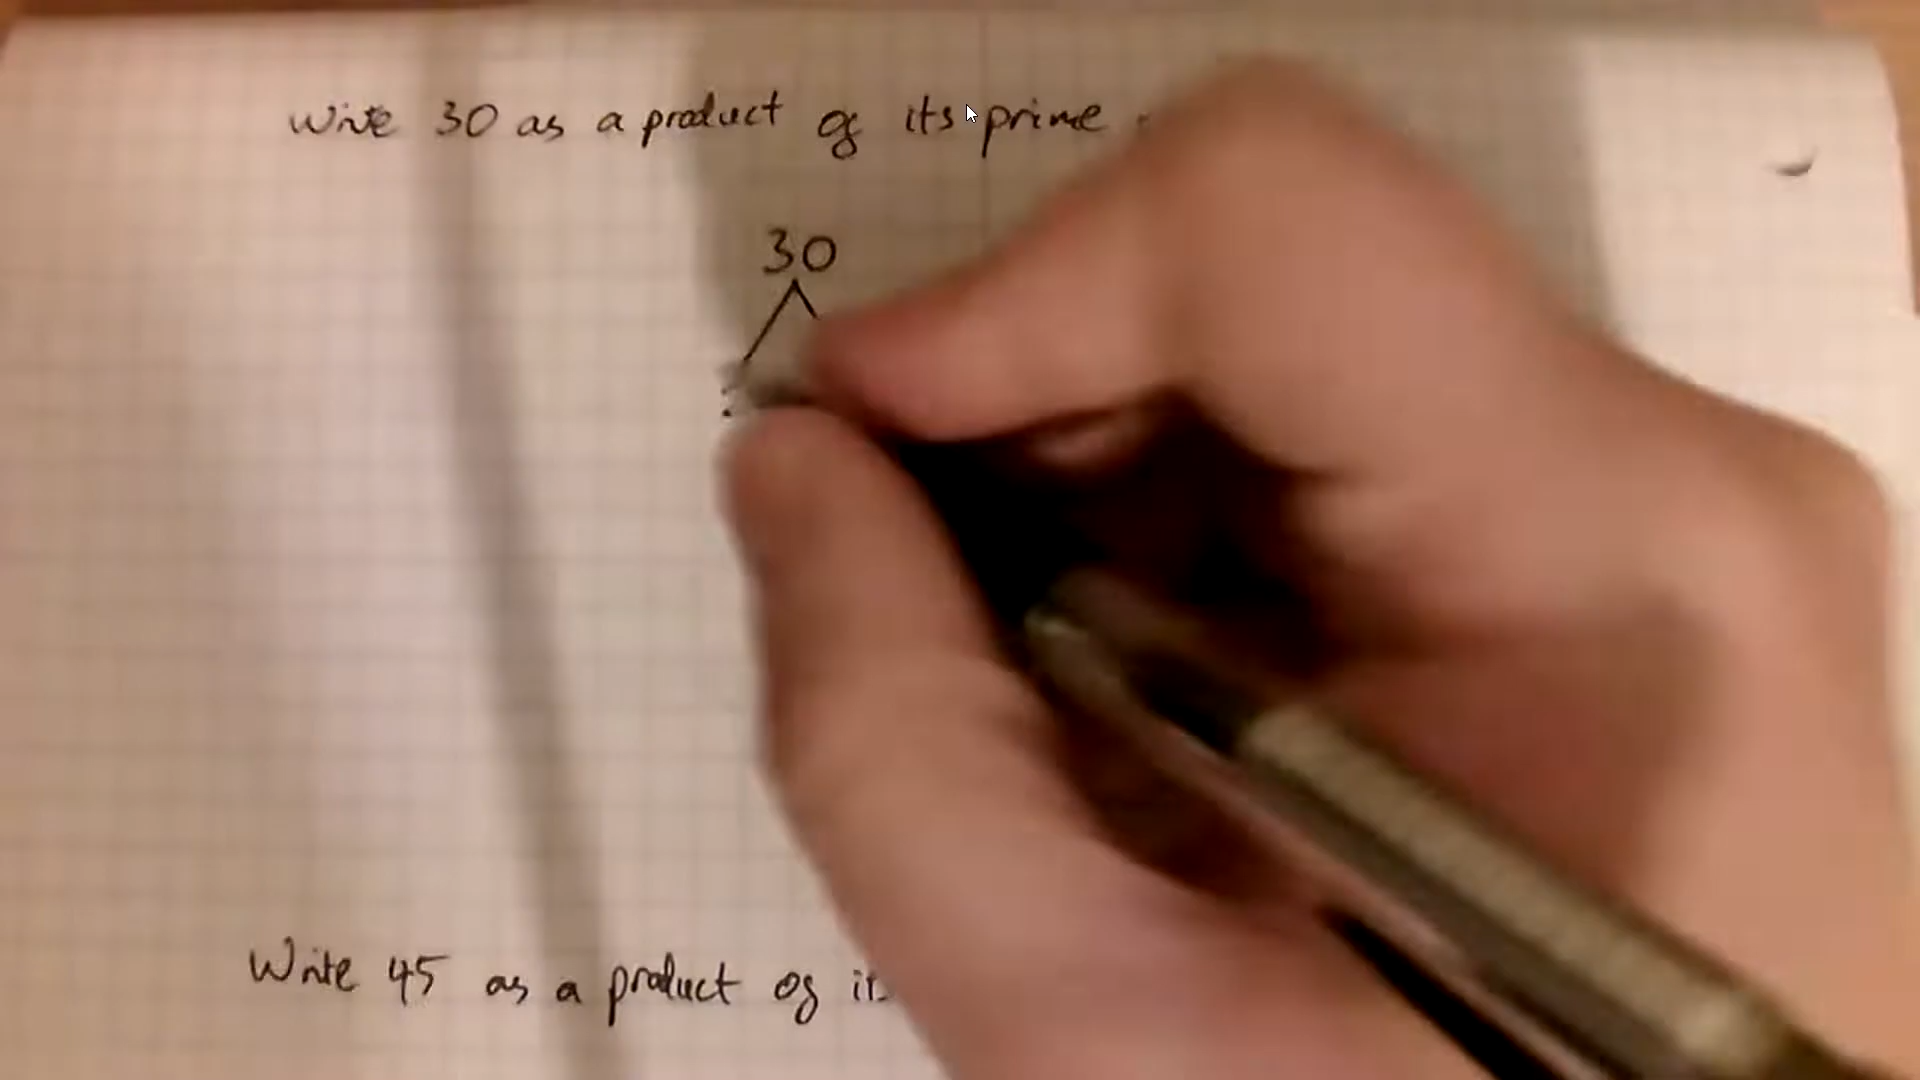 Write 30 as a product of its prime
30
Write 45 as a product of